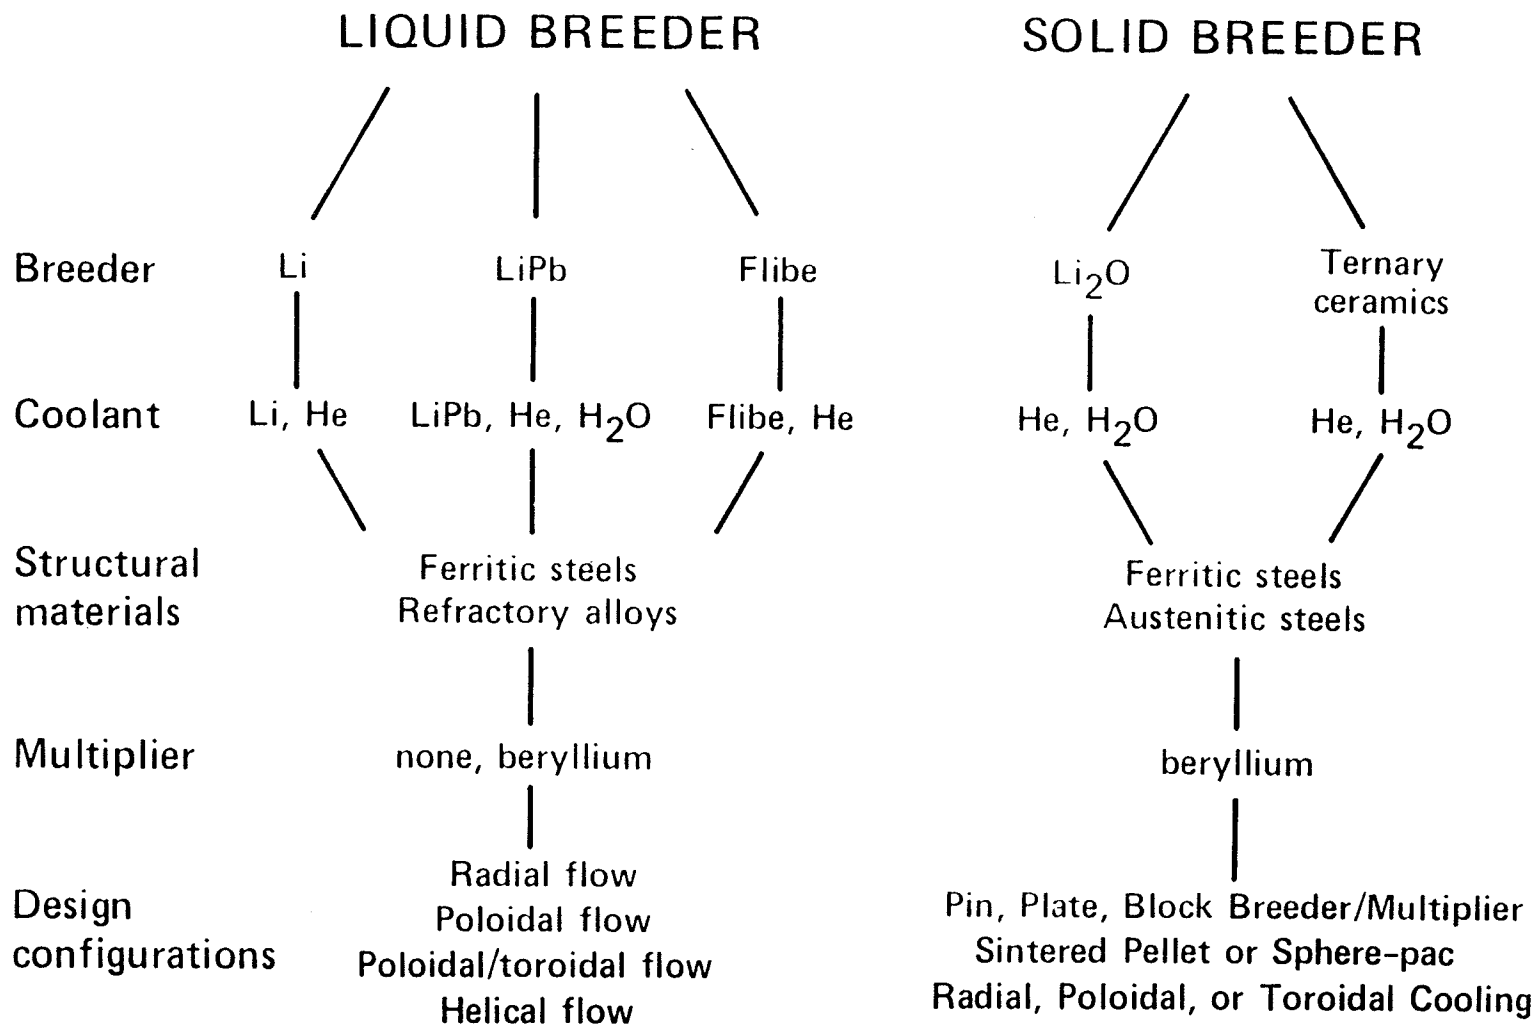 LIQUID BREEDER
SOLID BREEDER
Breeder
Li
LiPb
Flibe
Li2O
Ternary
ceramics
Coolant
Li, He
LiPb, He, H2O
Flibe, He
He, H2O
He, H2O
Structural
materials
Ferritic steels
Refractory alloys
Ferritic steels
Austenitic steels
Multiplier
none, beryllium
beryllium
Design
configurations
Radial flow
Poloidal flow
Poloidal/toroidal flow
Helical flow
Pin, Plate, Block Breeder/Multiplier
Sintered Pellet or Sphere-pac
Radial, Poloidal, or Toroidal Cooling